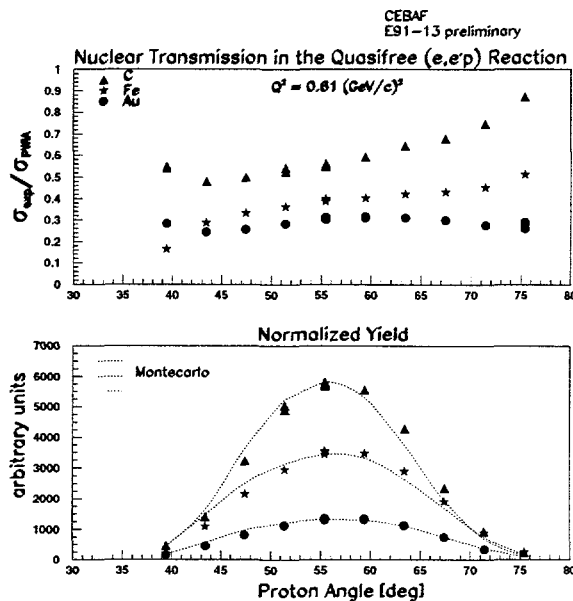 CEBAF
E91-13 preliminary
Nuclear Transmission in the Quasifree (e,e'p) Reaction
C
Fe
Au
Q² = 0.61 (GeV/c)²
σexp/σPWIA
1
0.9
0.8
0.7
0.6
0.5
0.4
0.3
0.2
0.1
0
30 35 40 45 50 55 60 65 70 75 80
Normalized Yield
Montecarlo
arbitrary units
7000
6000
5000
4000
3000
2000
1000
0
30 35 40 45 50 55 60 65 70 75 80
Proton Angle [deg]